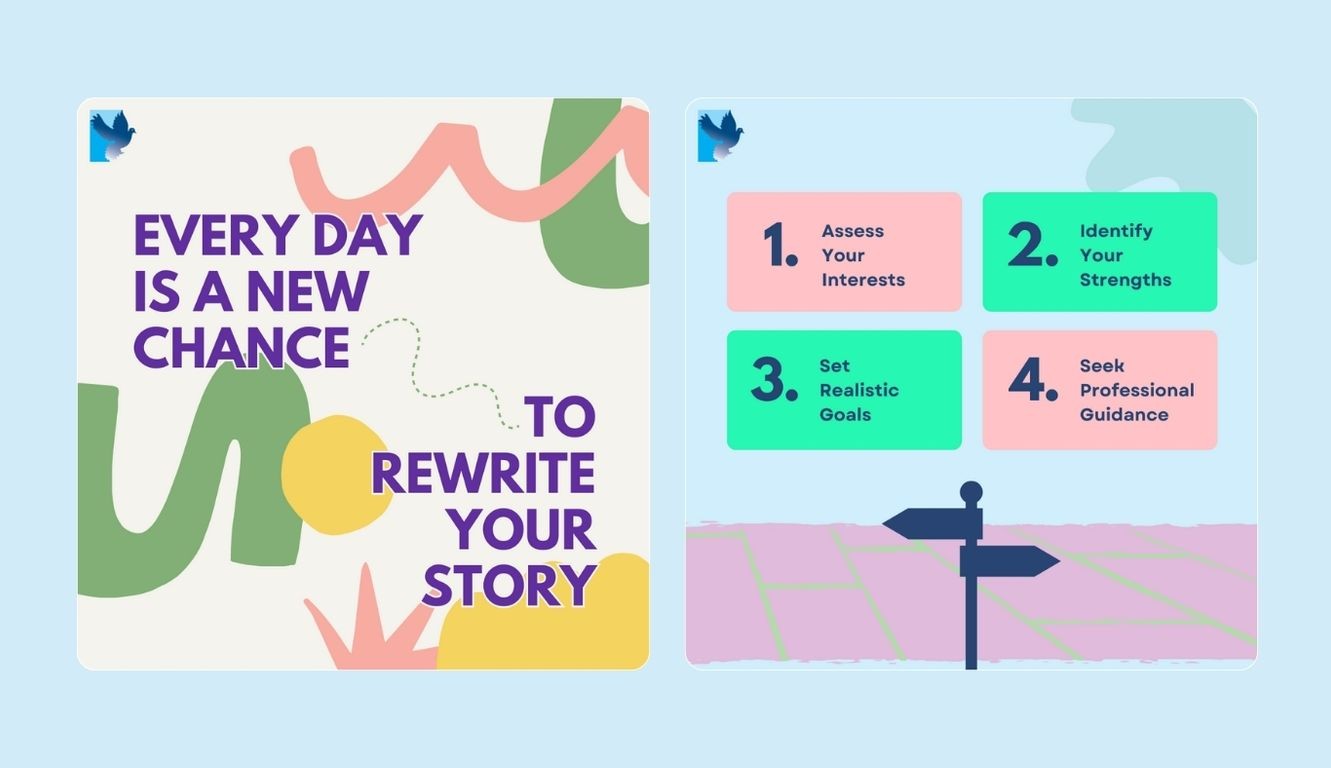 EVERY DAY
IS A NEW
CHANCE
TO
REWRITE
YOUR
STORY
1.
Assess
Your
Interests
2.
Identify
Your
Strengths
3.
Set
Realistic
Goals
4.
Seek
Professional
Guidance